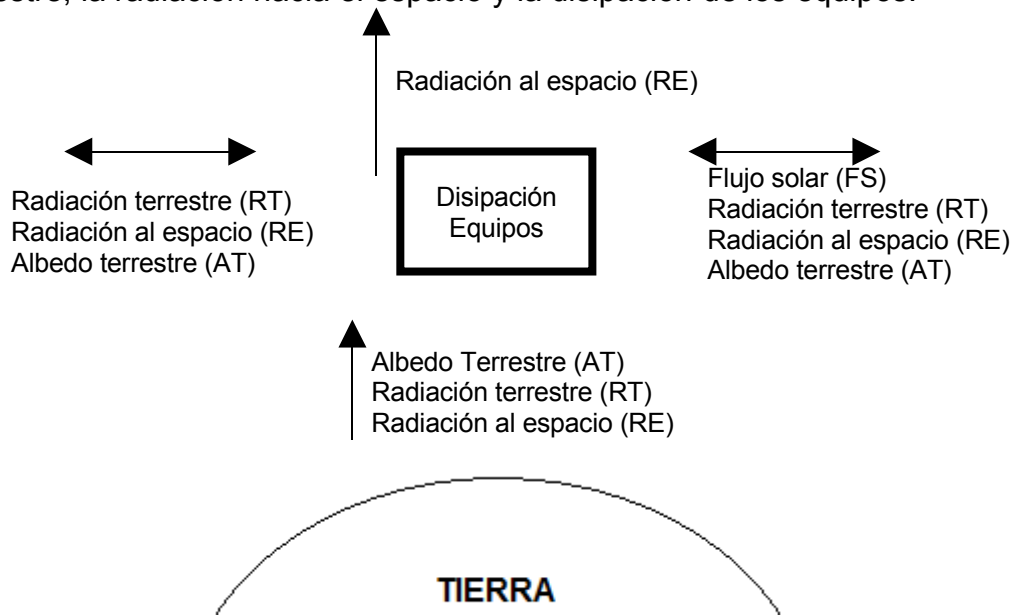 la radiación hacia el espacio y la disipación de los equipos.
Radiación al espacio (RE)
Radiación terrestre (RT)
Radiación al espacio (RE)
Albedo terrestre (AT)
Disipación
Equipos
Flujo solar (FS)
Radiación terrestre (RT)
Radiación al espacio (RE)
Albedo terrestre (AT)
Albedo Terrestre (AT)
Radiación terrestre (RT)
Radiación al espacio (RE)
TIERRA